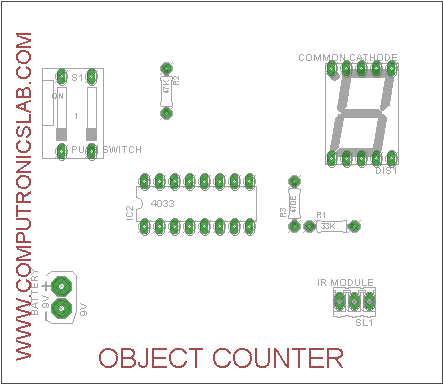 WWW.COMPUTRONICSLAB.COM
S1
ON
1
PUSH SWITCH
R2
47K
COMMON CATHODE
DIS1
IC2
4033
R3
470E
R1
33K
BATTERY
9V
9V
IR MODULE
SL1
OBJECT COUNTER